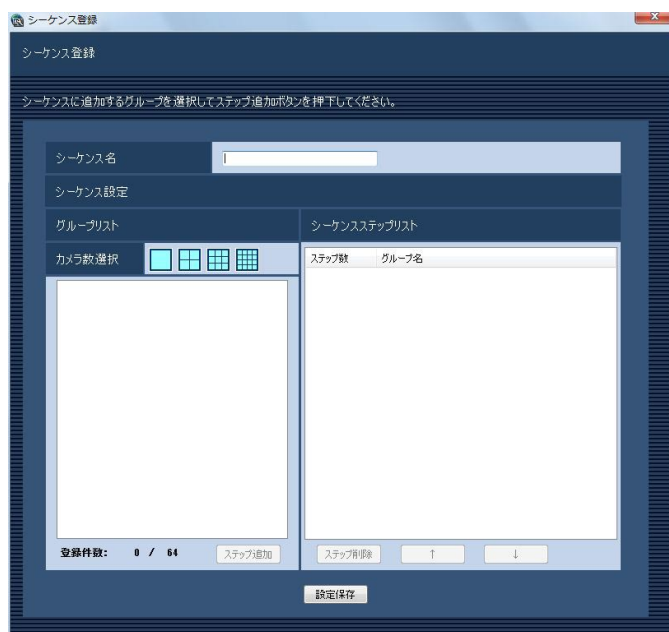 シーケンス登録
シーケンス登録
シーケンスに追加するグループを選択してステップ追加ボタンを押下してください。
シーケンス名
シーケンス設定
グループリスト
シーケンスステップリスト
カメラ数選択
ステップ数 グループ名
登録件数: 0 / 64
ステップ追加
ステップ削除
↑
↓
設定保存